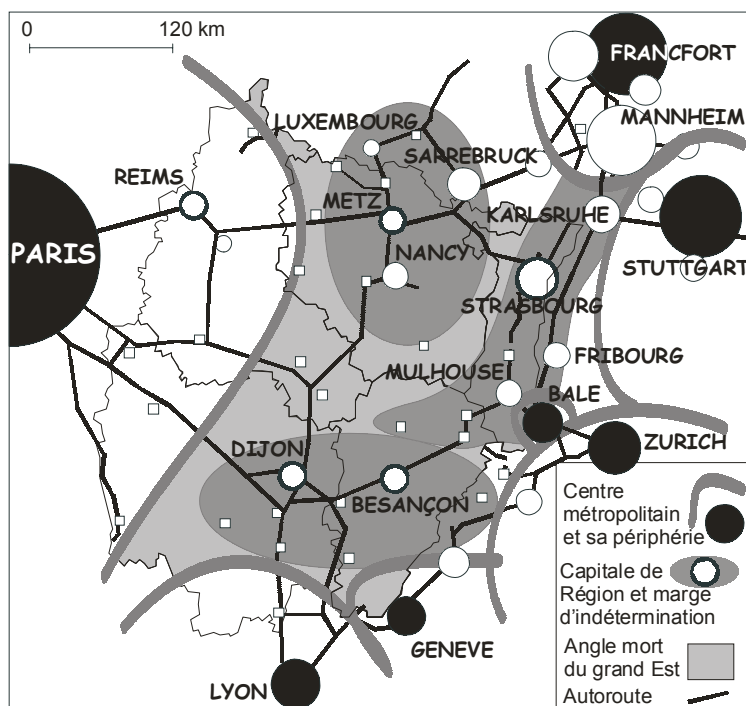 0 120 km
FRANCFORT
LUXEMBOURG
MANNHEIM
SARREBRUCK
REIMS
METZ
KARLSRUHE
PARIS
NANCY
STUTTGART
STRASBOURG
FRIBOURG
MULHOUSE
BALE
DIJON
ZURICH
BESANÇON
GENEVE
LYON
Centre
métropolitain
et sa périphérie
Capitale de
Région et marge
d'indétermination
Angle mort
du grand Est
Autoroute